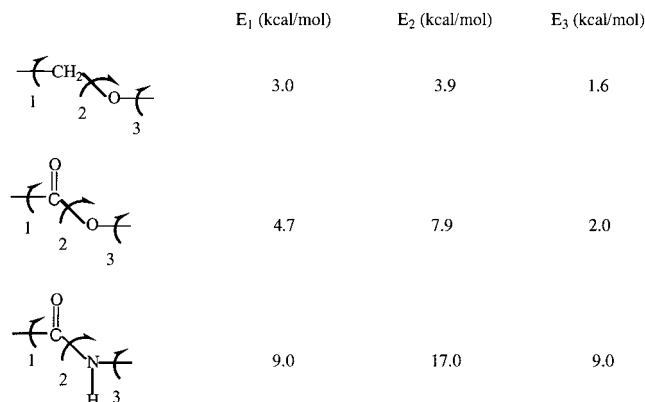 E₁ (kcal/mol) E₂ (kcal/mol) E₃ (kcal/mol)
CH₂
O
1 2 3
3.0 3.9 1.6
O
C
O
1 2 3
4.7 7.9 2.0
O
C
N
H
1 2 3
9.0 17.0 9.0